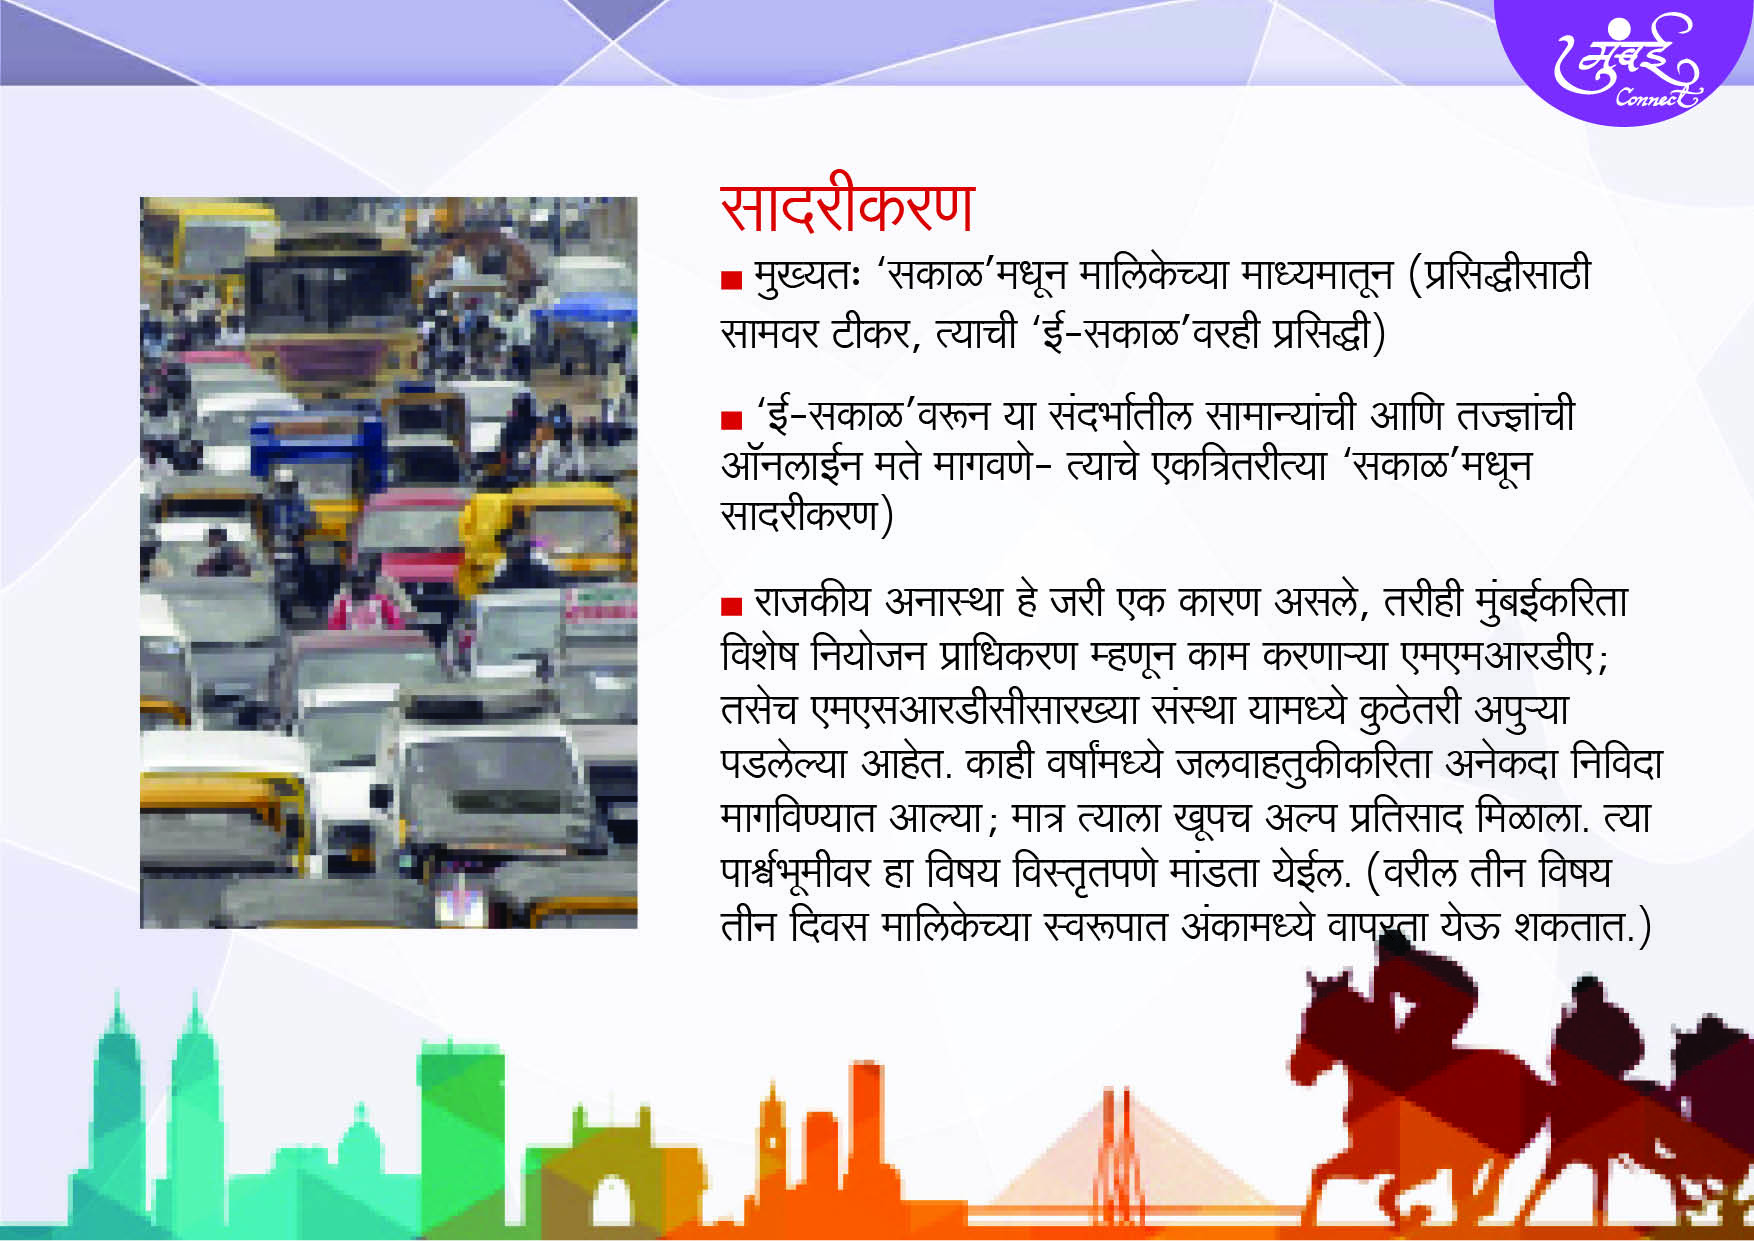 मुंबई
Connect
सादरीकरण
■ मुख्यतः ‘सकाळ’मधून मालिकेच्या माध्यमातून (प्रसिद्धीसाठी
सामवर टीकर, त्याची ‘ई-सकाळ’वरही प्रसिद्धी)
■ ‘ई-सकाळ’वरून या संदर्भातील सामान्यांची आणि तज्ज्ञांची
ऑनलाईन मते मागवणे- त्याचे एकत्रितरीत्या ‘सकाळ’मधून
सादरीकरण)
■ राजकीय अनास्था हे जरी एक कारण असले, तरीही मुंबईकरिता
विशेष नियोजन प्राधिकरण म्हणून काम करणाऱ्या एमएमआरडीए;
तसेच एमएसआरडीसीसारख्या संस्था यामध्ये कुठेतरी अपुऱ्या
पडलेल्या आहेत. काही वर्षांमध्ये जलवाहतुकीकरिता अनेकदा निविदा
मागविण्यात आल्या; मात्र त्याला खूपच अल्प प्रतिसाद मिळाला. त्या
पार्श्वभूमीवर हा विषय विस्तृतपणे मांडता येईल. (वरील तीन विषय
तीन दिवस मालिकेच्या स्वरूपात अंकामध्ये वापरता येऊ शकतात.)